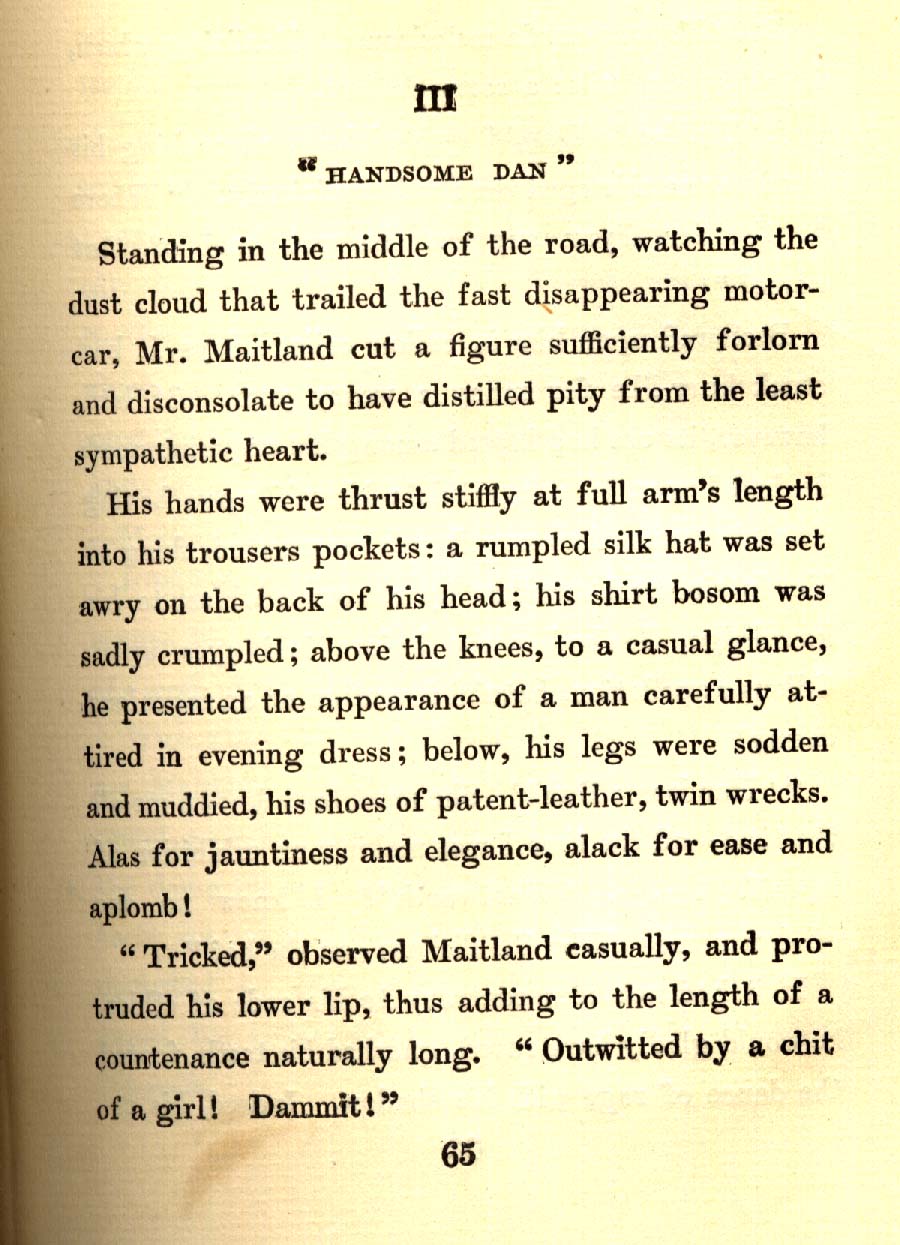 III
“ HANDSOME DAN ”
Standing in the middle of the road, watching the
dust cloud that trailed the fast disappearing motor-
car, Mr. Maitland cut a figure sufficiently forlorn
and disconsolate to have distilled pity from the least
sympathetic heart.
His hands were thrust stiffly at full arm’s length
into his trousers pockets: a rumpled silk hat was set
awry on the back of his head; his shirt bosom was
sadly crumpled; above the knees, to a casual glance,
he presented the appearance of a man carefully at-
tired in evening dress; below, his legs were sodden
and muddied, his shoes of patent-leather, twin wrecks.
Alas for jauntiness and elegance, alack for ease and
aplomb!
“ Tricked,” observed Maitland casually, and pro-
truded his lower lip, thus adding to the length of a
countenance naturally long. “ Outwitted by a chit
of a girl! Dammit!”
65